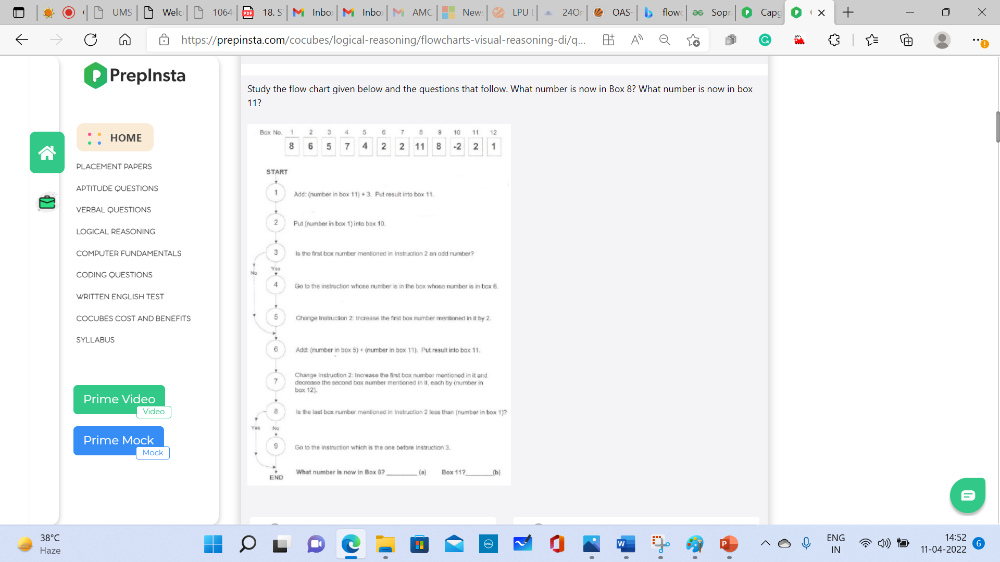 UMS
Welc
1064
18. S
Inbo
Inbo
AMC
New
LPU
24Or
OAS-
flowc
Sopr
Capg
https://prepinsta.com/cocubes/logical-reasoning/flowcharts-visual-reasoning-di/q...
PrepInsta
HOME
PLACEMENT PAPERS
APTITUDE QUESTIONS
VERBAL QUESTIONS
LOGICAL REASONING
COMPUTER FUNDAMENTALS
CODING QUESTIONS
WRITTEN ENGLISH TEST
COCUBES COST AND BENEFITS
SYLLABUS
Prime Video
Video
Prime Mock
Mock
Study the flow chart given below and the questions that follow. What number is now in Box 8? What number is now in box
11?
Box No. 1 2 3 4 5 6 7 8 9 10 11 12
8 6 5 7 4 2 2 11 8 -2 2 1
START
1 Add: (number in box 11) + 3. Put result into box 11.
2 Put (number in box 1) into box 10.
3 Is the first box number mentioned in Instruction 2 an odd number?
No Yes
4 Go to the instruction whose number is in the box whose number is in box 6.
5 Change Instruction 2: Increase the first box number mentioned in it by 2.
6 Add: (number in box 5) + (number in box 11). Put result into box 11.
7 Change Instruction 2: Increase the first box number mentioned in it and
decrease the second box number mentioned in it, each by (number in
box 12).
8 Is the last box number mentioned in Instruction 2 less than (number in box 1)?
Yes No
9 Go to the instruction which is the one before Instruction 3.
What number is now in Box 8? ________ (a) Box 11?_______(b)
END
38°C
Haze
ENG
IN
14:52
11-04-2022
6